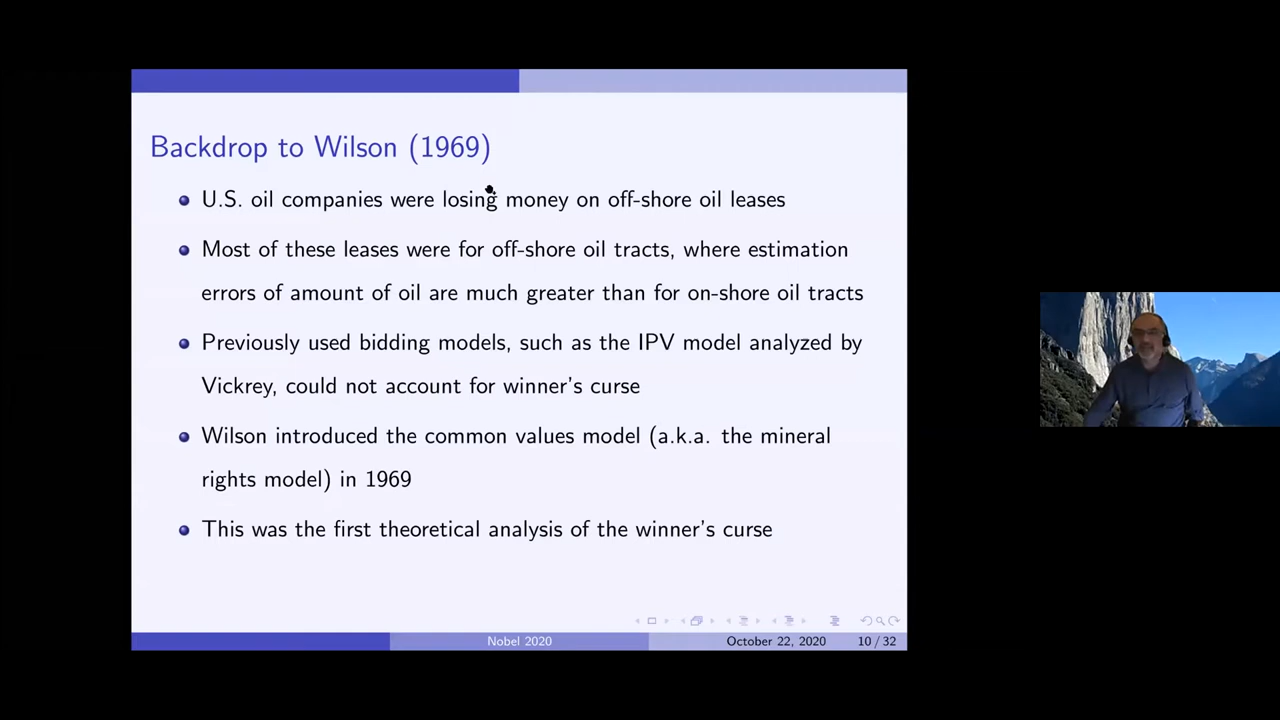 Backdrop to Wilson (1969)
U.S. oil companies were losing money on off-shore oil leases
Most of these leases were for off-shore oil tracts, where estimation
errors of amount of oil are much greater than for on-shore oil tracts
Previously used bidding models, such as the IPV model analyzed by
Vickrey, could not account for winner's curse
Wilson introduced the common values model (a.k.a. the mineral
rights model) in 1969
This was the first theoretical analysis of the winner's curse
Nobel 2020 October 22, 2020 10 / 32